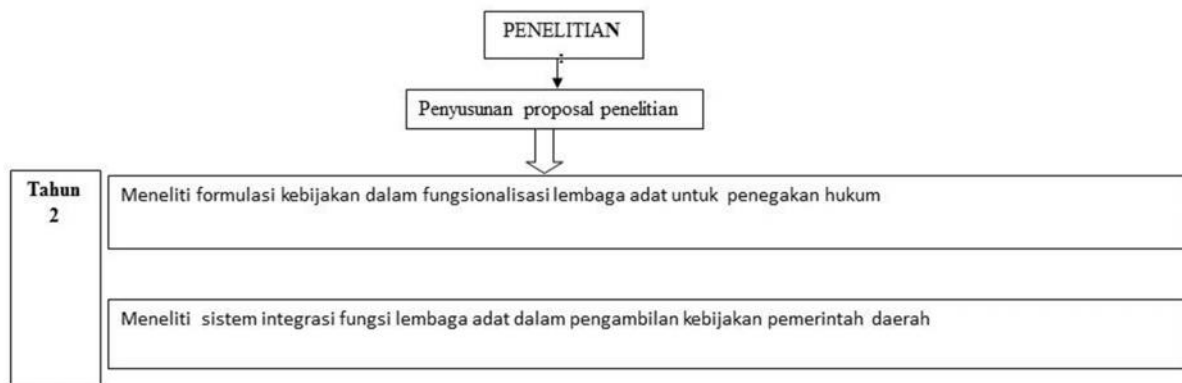 PENELITIAN
:
Penyusunan proposal penelitian
Tahun
2
Meneliti formulasi kebijakan dalam fungsionalisasi lembaga adat untuk penegakan hukum
Meneliti sistem integrasi fungsi lembaga adat dalam pengambilan kebijakan pemerintah daerah